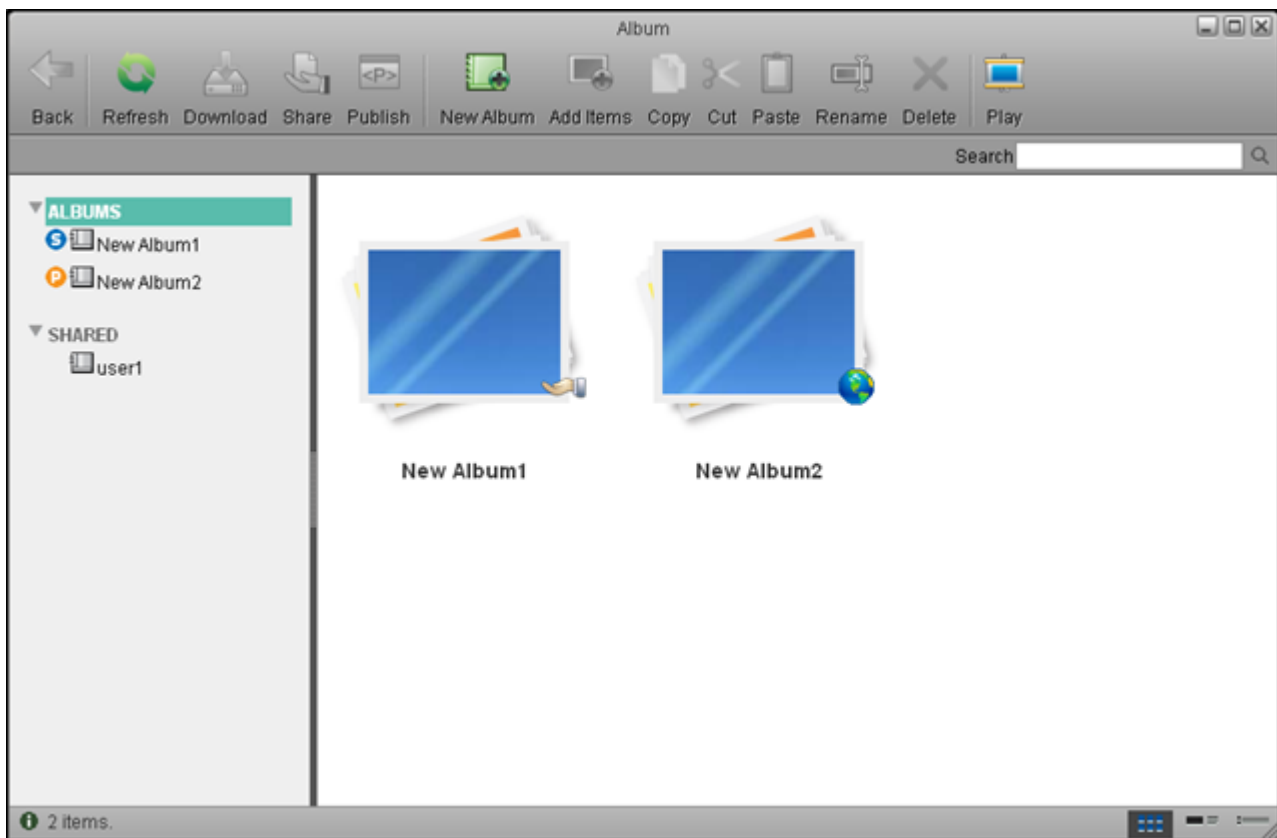 Album
Back Refresh Download Share <P> Publish New Album Add Items Copy Cut Paste Rename Delete Play
Search
ALBUMS
S New Album1
P New Album2
SHARED
user1
New Album1 New Album2
2 items.